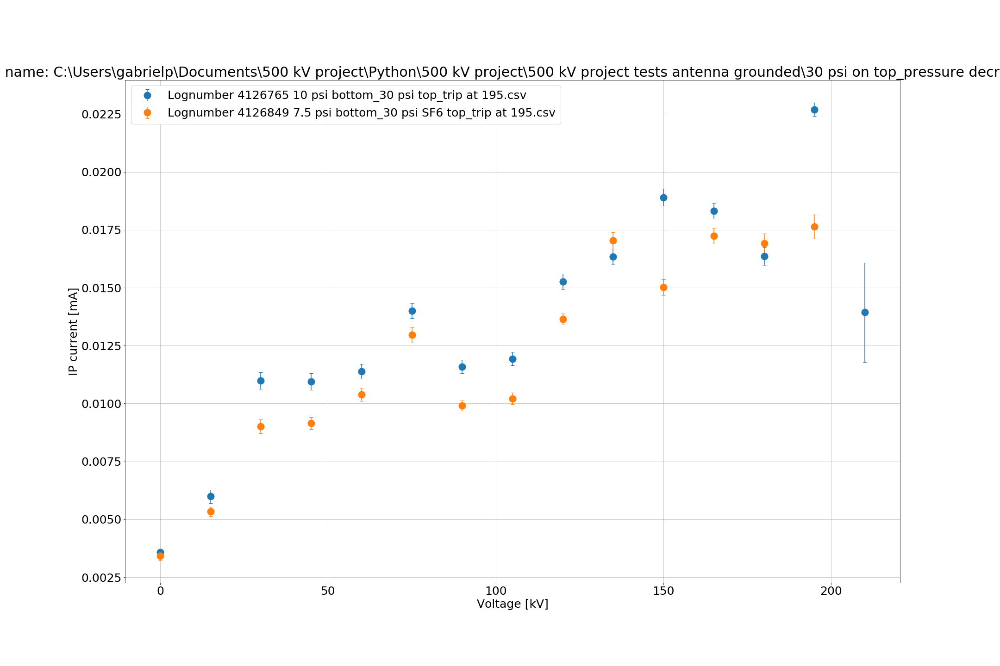 name: C:\Users\gabrielp\Documents\500 kV project\Python\500 kV project\500 kV project tests antenna grounded\30 psi on top_pressure decr
Lognumber 4126765 10 psi bottom_30 psi top_trip at 195.csv
Lognumber 4126849 7.5 psi bottom_30 psi SF6 top_trip at 195.csv
0.0225
0.0200
0.0175
0.0150
0.0125
0.0100
0.0075
0.0050
0.0025
IP current [mA]
0 50 100 150 200
Voltage [kV]